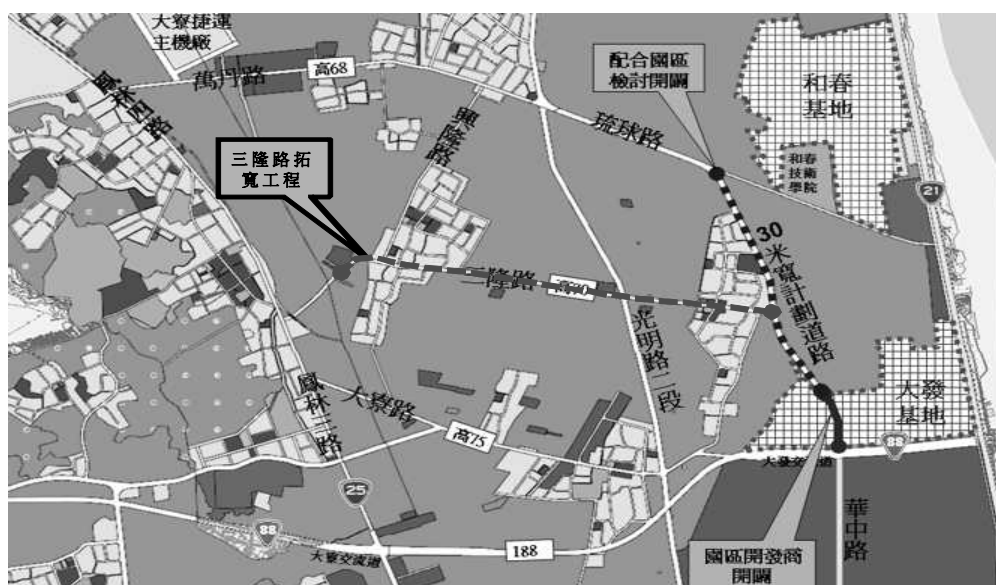 大寮捷運
主機廠
萬丹路
高68
鳳林四路
興隆路
配合園區
檢討開闢
琉球路
和春
基地
和春
技術
學院
21
三隆路拓
寬工程
30米寬計劃道路
三隆路
光明路二段
大發
基地
鳳林三路
大寮路
高75
88
大發交流道
25
88
大寮交流道
188
華中路
園區開發商
開闢